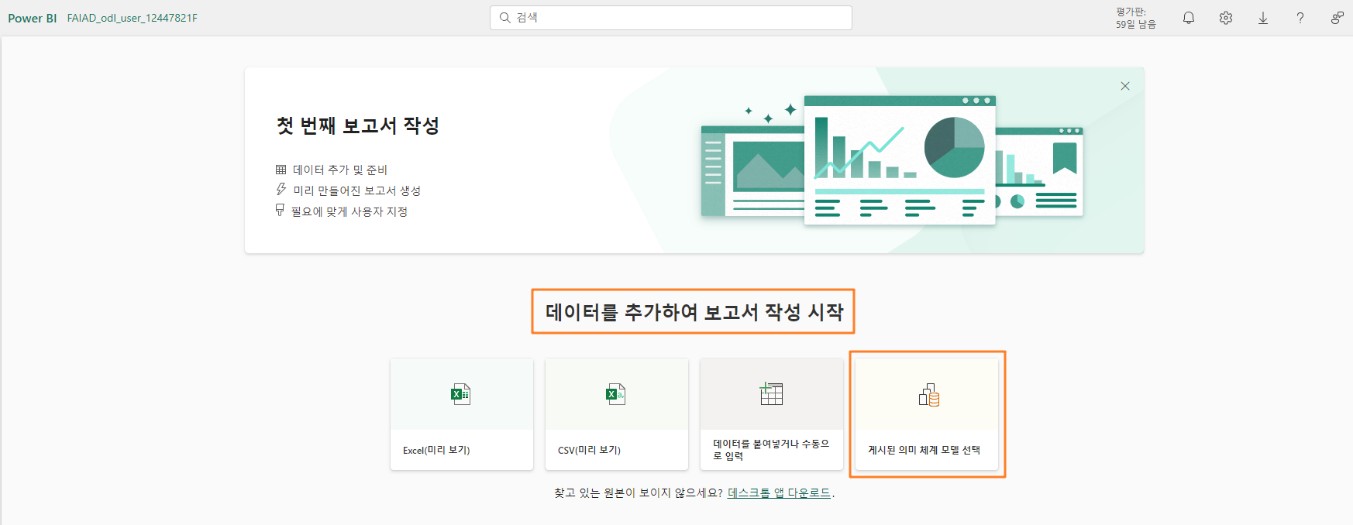 Power BI FAIAD_odl_user_12447821F
검색
평가판:
59일 남음
첫 번째 보고서 작성
데이터 추가 및 준비
미리 만들어진 보고서 생성
필요에 맞게 사용자 지정
데이터를 추가하여 보고서 작성 시작
Excel(미리 보기)
CSV(미리 보기)
데이터를 붙여넣거나 수동으
로 입력
게시된 의미 체계 모델 선택
찾고 있는 원본이 보이지 않으세요? 데스크톱 앱 다운로드.